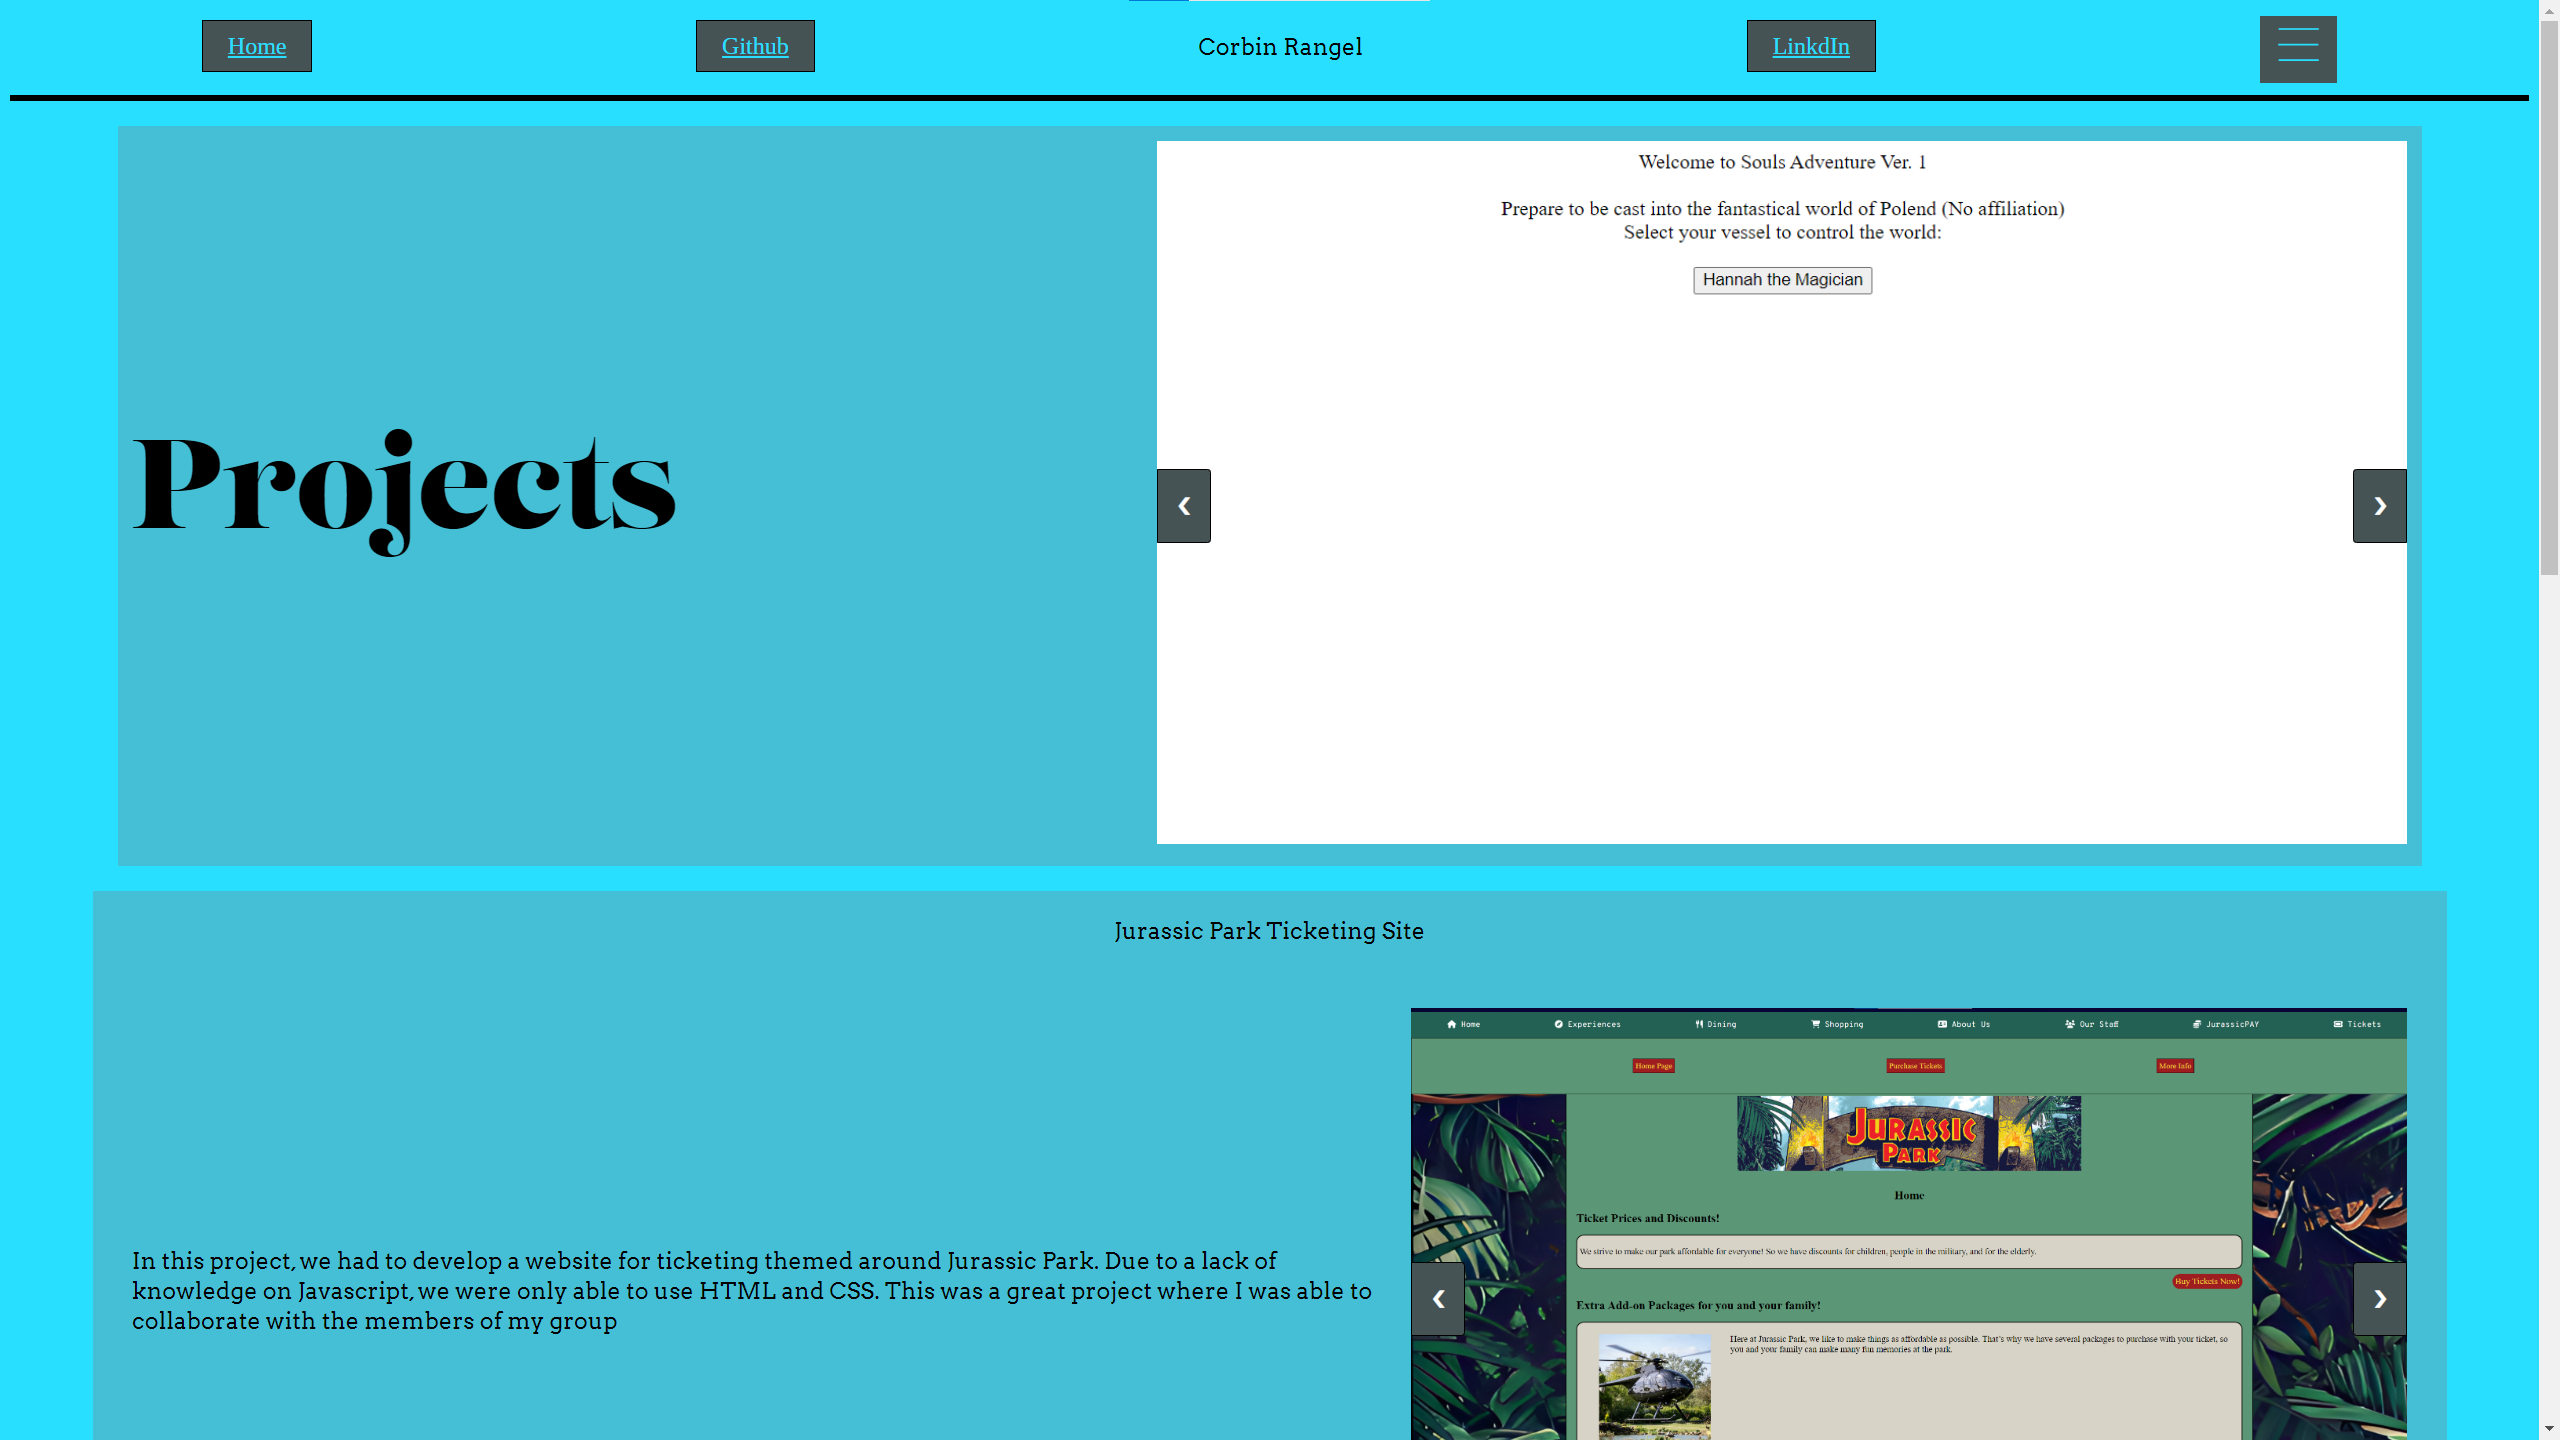 Home
Github
Corbin Rangel
LinkdIn
Welcome to Souls Adventure Ver. 1
Prepare to be cast into the fantastical world of Polend (No affiliation)
Select your vessel to control the world:
Hannah the Magician
Projects
❮
❯
Jurassic Park Ticketing Site
Home
Experiences
Dining
Shopping
About Us
Our Staff
JurassicPAY
Tickets
Home Page
Purchase Tickets
More Info
JURASSIC
PARK
Home
Ticket Prices and Discounts!
We strive to make our park affordable for everyone! So we have discounts for children, people in the military, and for the elderly.
Buy Tickets Now!
Extra Add-on Packages for you and your family!
Here at Jurassic Park, we like to make things as affordable as possible. That's why we have several packages to purchase with your ticket, so
you and your family can make many fun memories at the park.
In this project, we had to develop a website for ticketing themed around Jurassic Park. Due to a lack of
knowledge on Javascript, we were only able to use HTML and CSS. This was a great project where I was able to
collaborate with the members of my group
❮
❯